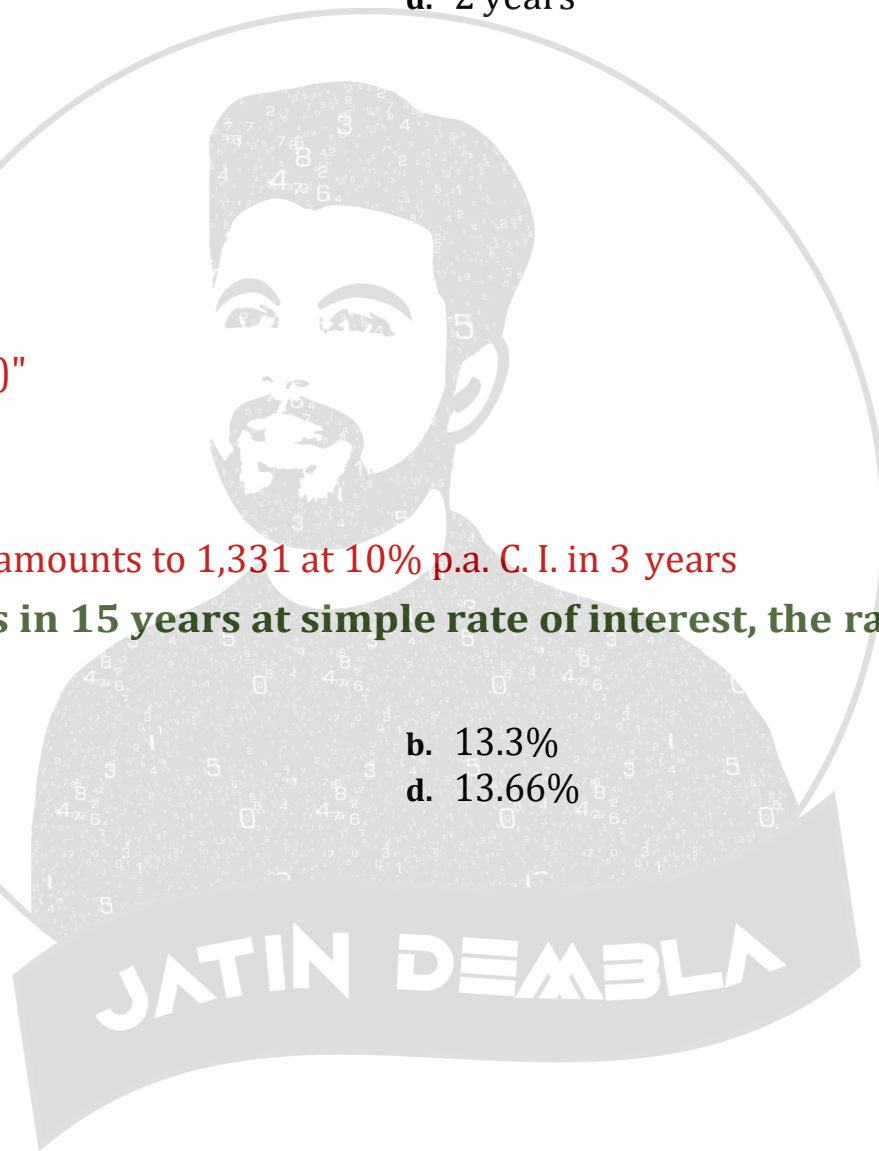 d. 2 years
)"
amounts to 1,331 at 10% p.a. C. I. in 3 years
s in 15 years at simple rate of interest, the ra
b. 13.3%
d. 13.66%
JATIN DEMBLA